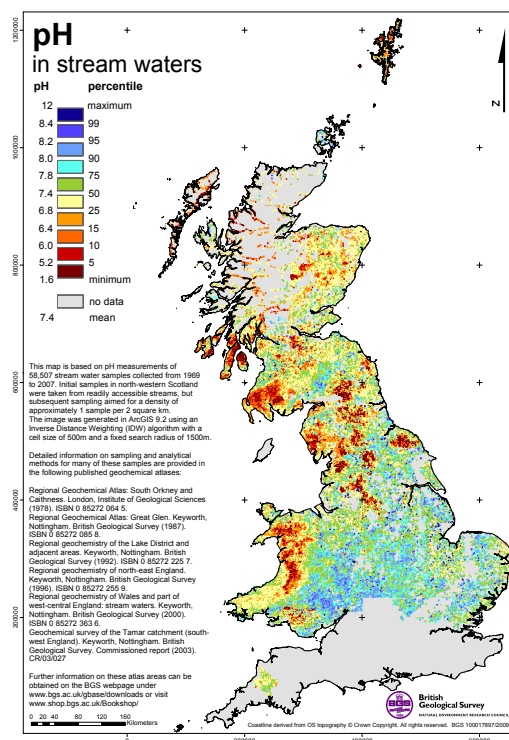 pH
in stream waters
pH percentile
12 maximum
8.4 99
8.2 95
8.0 90
7.8 75
7.4 50
6.8 25
6.4 15
6.0 10
5.2 5
1.6 minimum
no data
7.4 mean
This map is based on pH measurements of
58,507 stream water samples collected from 1969
to 2007. Initial samples in north-western Scotland
were taken from readily accessible streams, but
subsequent sampling aimed for a density of
approximately 1 sample per 2 square km.
The image was generated in ArcGIS 9.2 using an
Inverse Distance Weighting (IDW) algorithm with a
cell size of 500m and a fixed search radius of 1500m.
Detailed information on sampling and analytical
methods for many of these samples are provided in
the following published geochemical atlases:
Regional Geochemical Atlas: South Orkney and
Caithness. London, Institute of Geological Sciences
(1978). ISBN 0 85272 064 5.
Regional Geochemical Atlas: Great Glen. Keyworth,
Nottingham. British Geological Survey (1987).
ISBN 0 85272 085 8.
Regional geochemistry of the Lake District and
adjacent areas. Keyworth, Nottingham. British
Geological Survey (1992). ISBN 0 85272 225 7.
Regional geochemistry of north-east England.
Keyworth, Nottingham. British Geological Survey
(1996). ISBN 0 85272 255 9.
Regional geochemistry of Wales and part of
west-central England: stream waters. Keyworth,
Nottingham. British Geological Survey (2000).
ISBN 0 85272 363 6.
Geochemical survey of the Tamar catchment (south-
west England). Keyworth, Nottingham. British
Geological Survey. Commissioned report (2003).
CR/03/027
Further information on these atlas areas can be
obtained on the BGS webpage under
www.bgs.ac.uk/gbase/downloads or visit
www.shop.bgs.ac.uk/Bookshop/
0 20 40 80 120 160
Kilometers
N
1200000
1000000
800000
600000
400000
200000
0
BGS
British
Geological Survey
NATURAL ENVIRONMENT RESEARCH COUNCIL
Coastline derived from OS topography © Crown Copyright. All rights reserved. BGS 100017897/2009